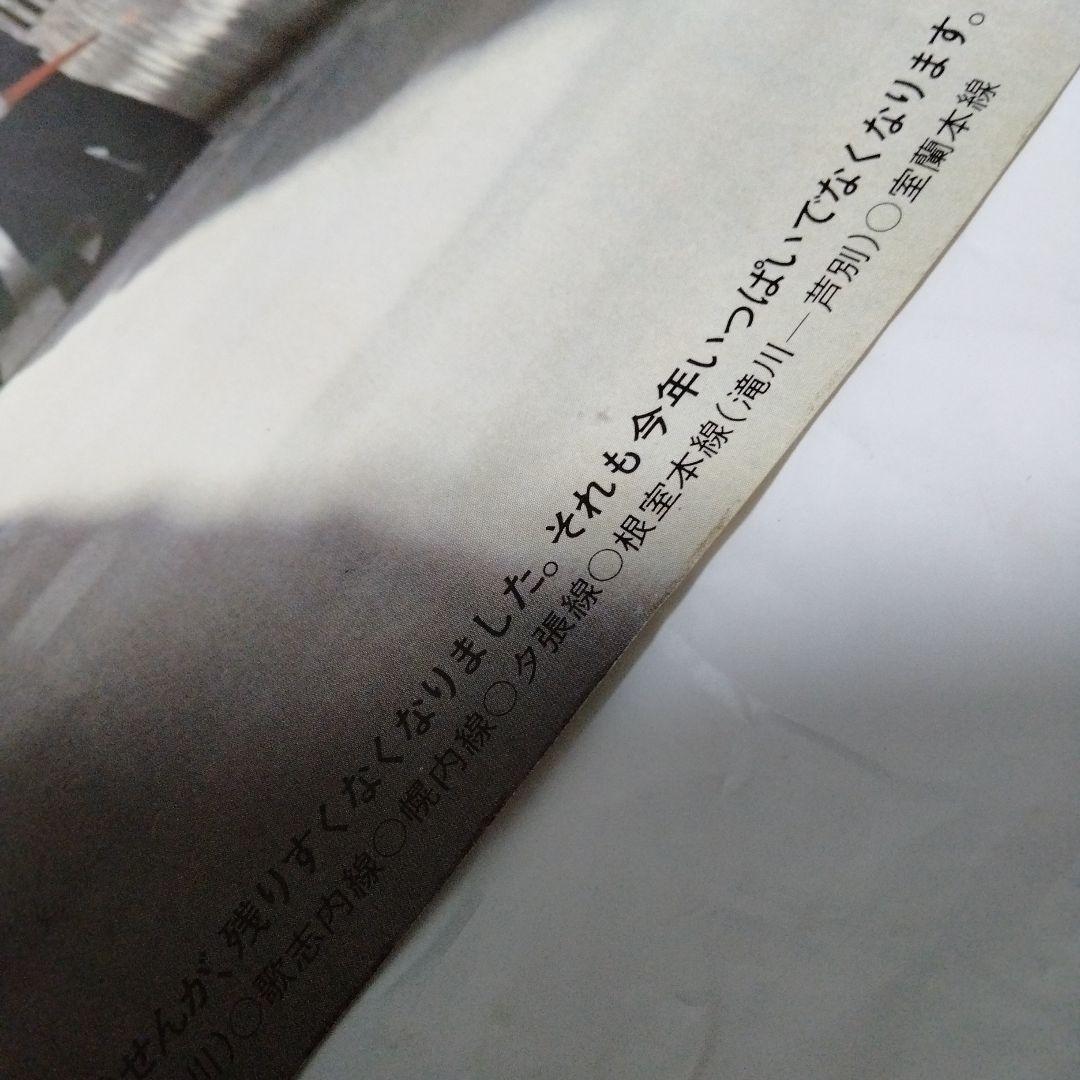 せんが、残りすくなくなりました。それも今年いっぱいでなくなります。
川)○歌志内線○幌内線○夕張線○根室本線(滝川―芦別)○室蘭本線